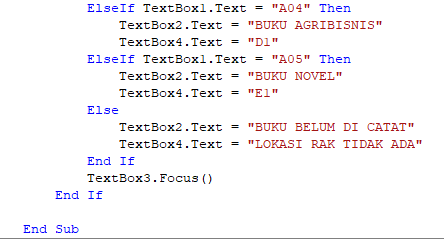 ElseIf TextBox1.Text = "A04" Then
TextBox2.Text = "BUKU AGRIBISNIS"
TextBox4.Text = "D1"
ElseIf TextBox1.Text = "A05" Then
TextBox2.Text = "BUKU NOVEL"
TextBox4.Text = "E1"
Else
TextBox2.Text = "BUKU BELUM DI CATAT"
TextBox4.Text = "LOKASI RAK TIDAK ADA"
End If
TextBox3.Focus()
End If
End Sub